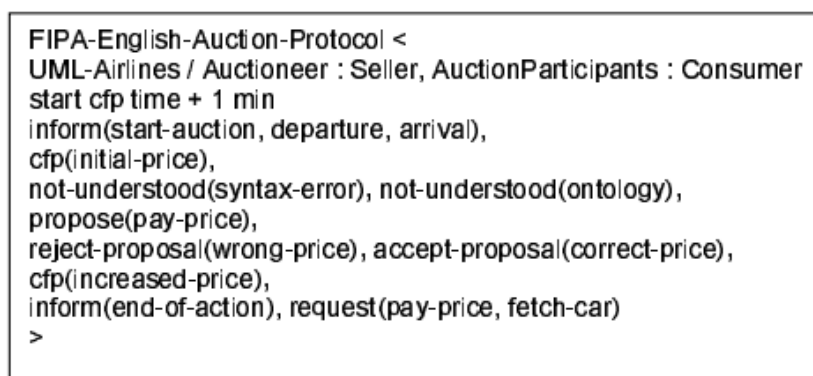 FIPA-English-Auction-Protocol <
UML-Airlines / Auctioneer : Seller, AuctionParticipants : Consumer
start cfp time + 1 min
inform(start-auction, departure, arrival),
cfp(initial-price),
not-understood(syntax-error), not-understood(ontology),
propose(pay-price),
reject-proposal(wrong-price), accept-proposal(correct-price),
cfp(increased-price),
inform(end-of-action), request(pay-price, fetch-car)
>